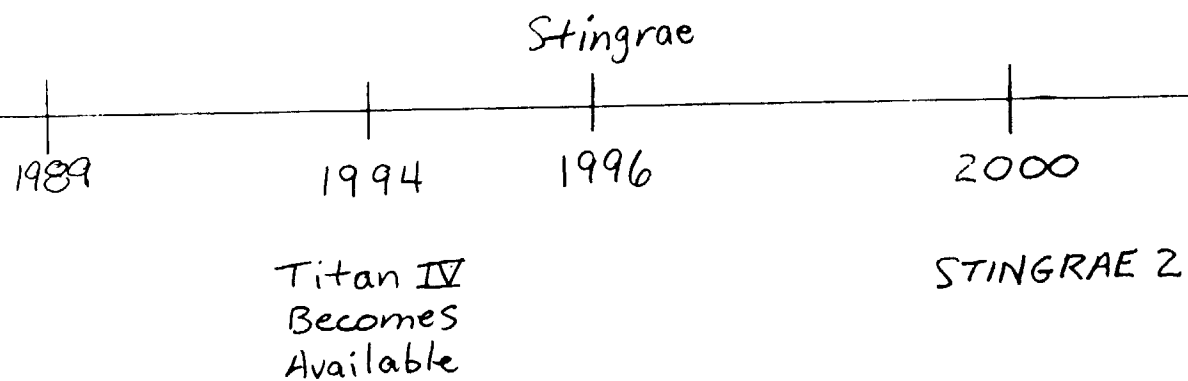 Stingrae
1989 1994 1996 2000
Titan IV
Becomes
Available
STINGRAE 2